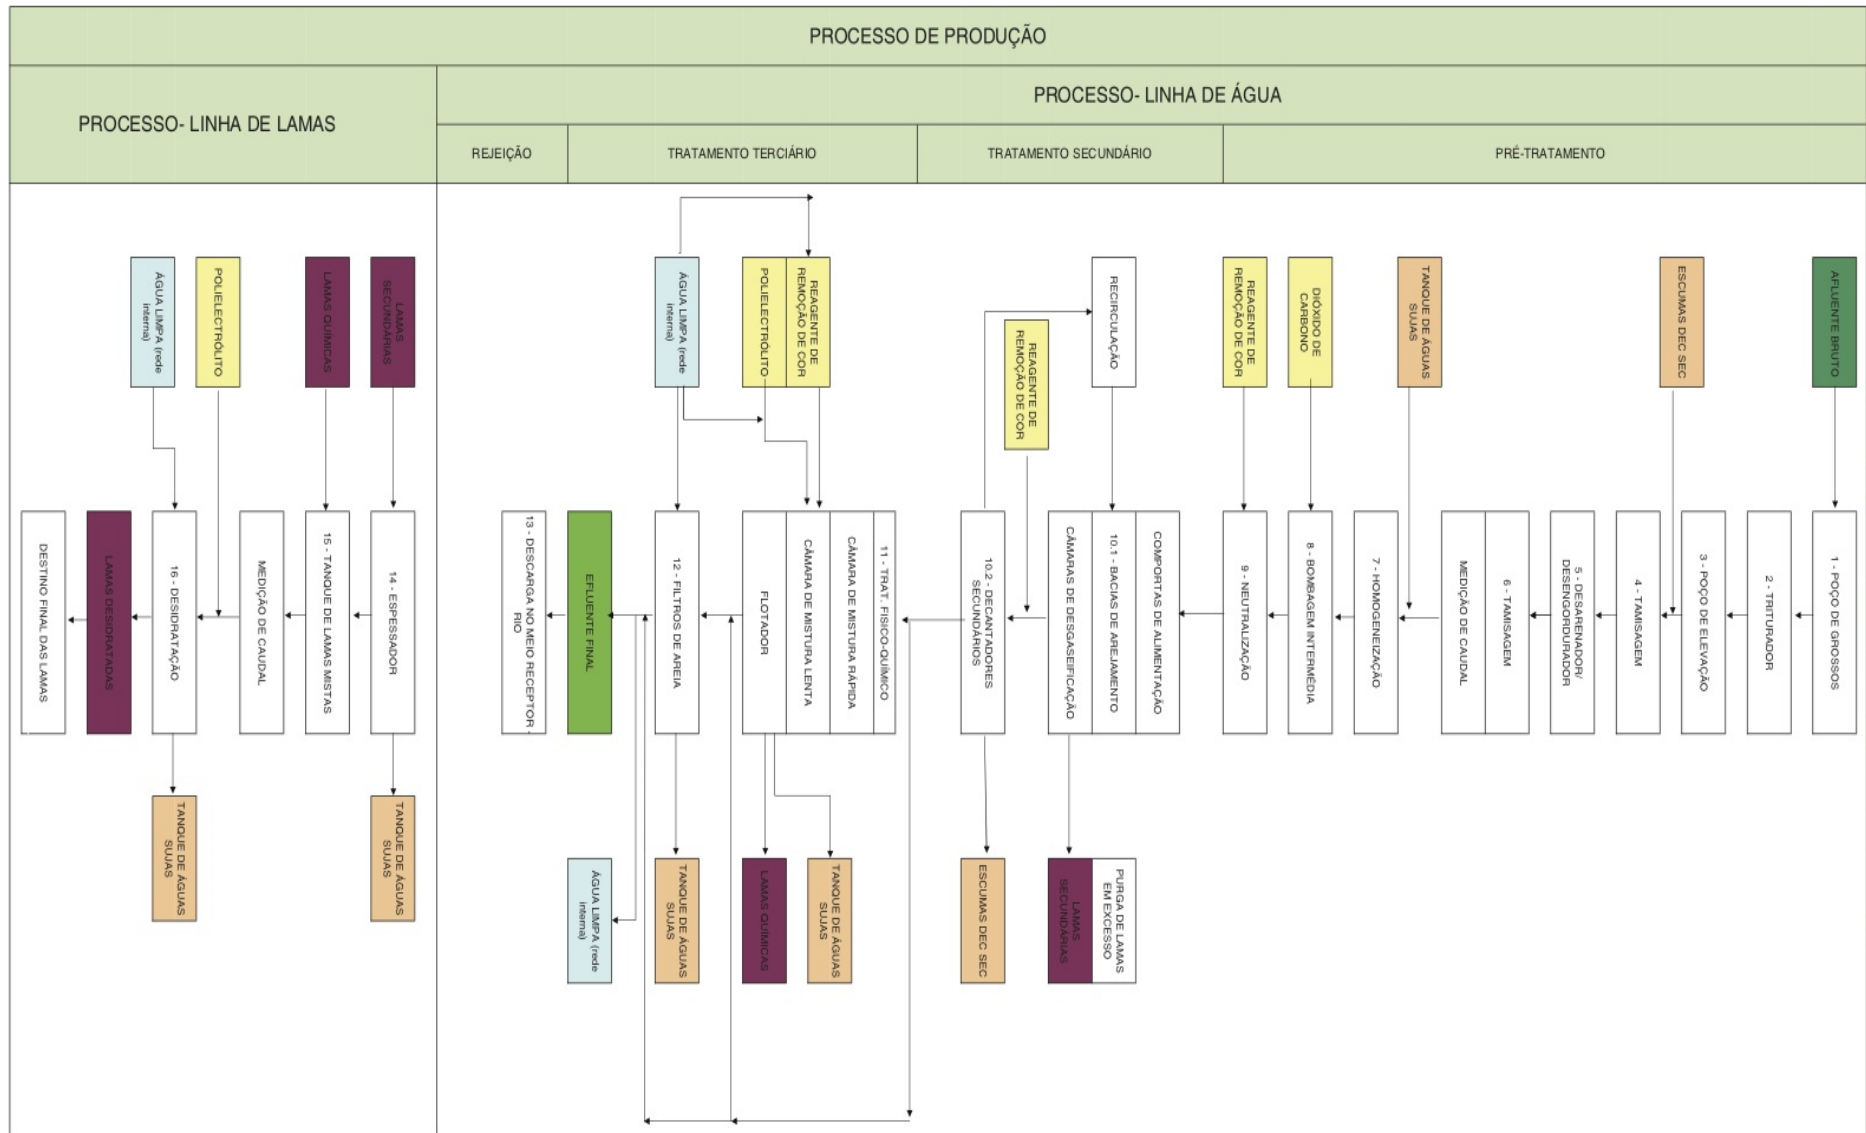 PROCESSO DE PRODUÇÃO
PROCESSO- LINHA DE LAMAS
PROCESSO- LINHA DE ÁGUA
REJEIÇÃO
TRATAMENTO TERCIÁRIO
TRATAMENTO SECUNDÁRIO
PRÉ-TRATAMENTO
ÁGUA LIMPA (rede
interna)
POLIELECTRÓLITO
LAMAS QUÍMICAS
LAMAS
SECUNDÁRIAS
ÁGUA LIMPA (rede
interna)
POLIELECTRÓLITO
REAGENTE DE
REMOÇÃO DE COR
REAGENTE DE
REMOÇÃO DE COR
RECIRCULAÇÃO
REAGENTE DE
REMOÇÃO DE COR
DIÓXIDO DE
CARBONO
TANQUE DE ÁGUAS
SUJAS
ESCUMAS DEC SEC
AFLUENTE BRUTO
DESTINO FINAL DAS LAMAS
LAMAS DESIDRATADAS
16 - DESIDRATAÇÃO
MEDIÇÃO DE CAUDAL
15 - TANQUE DE LAMAS MISTAS
14 - ESPESSADOR
13 - DESCARGA NO MEIO RECEPTOR -
RIO
EFLUENTE FINAL
12 - FILTROS DE AREIA
FLOTADOR
CÂMARA DE MISTURA LENTA
CÂMARA DE MISTURA RÁPIDA
11 - TRAT. FISICO-QUÍMICO
10.2 - DECANTADORES
SECUNDÁRIOS
CÂMARAS DE DESGASEIFICAÇÃO
10.1 - BACIAS DE AREJAMENTO
COMPORTAS DE ALIMENTAÇÃO
9 - NEUTRALIZAÇÃO
8 - BOMBAGEM INTERMÉDIA
7 - HOMOGENEIZAÇÃO
MEDIÇÃO DE CAUDAL
6 - TAMISAGEM
5 - DESARENADOR/
DESENGORDURADOR
4 - TAMISAGEM
3 - POÇO DE ELEVAÇÃO
2 - TRITURADOR
1 - POÇO DE GROSSOS
TANQUE DE ÁGUAS
SUJAS
TANQUE DE ÁGUAS
SUJAS
ÁGUA LIMPA (rede
interna)
TANQUE DE ÁGUAS
SUJAS
LAMAS QUÍMICAS
TANQUE DE ÁGUAS
SUJAS
ESCUMAS DEC SEC
LAMAS
SECUNDÁRIAS
PURGA DE LAMAS
EM EXCESSO